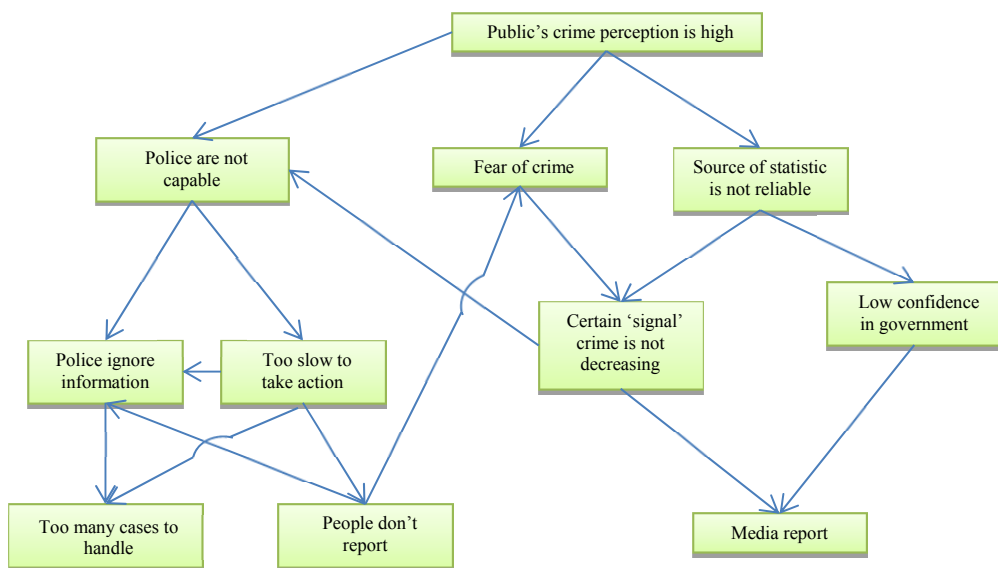 Public’s crime perception is high
Police are not
capable
Fear of crime
Source of statistic
is not reliable
Police ignore
information
Too slow to
take action
Certain ‘signal’
crime is not
decreasing
Low confidence
in government
Too many cases to
handle
People don’t
report
Media report